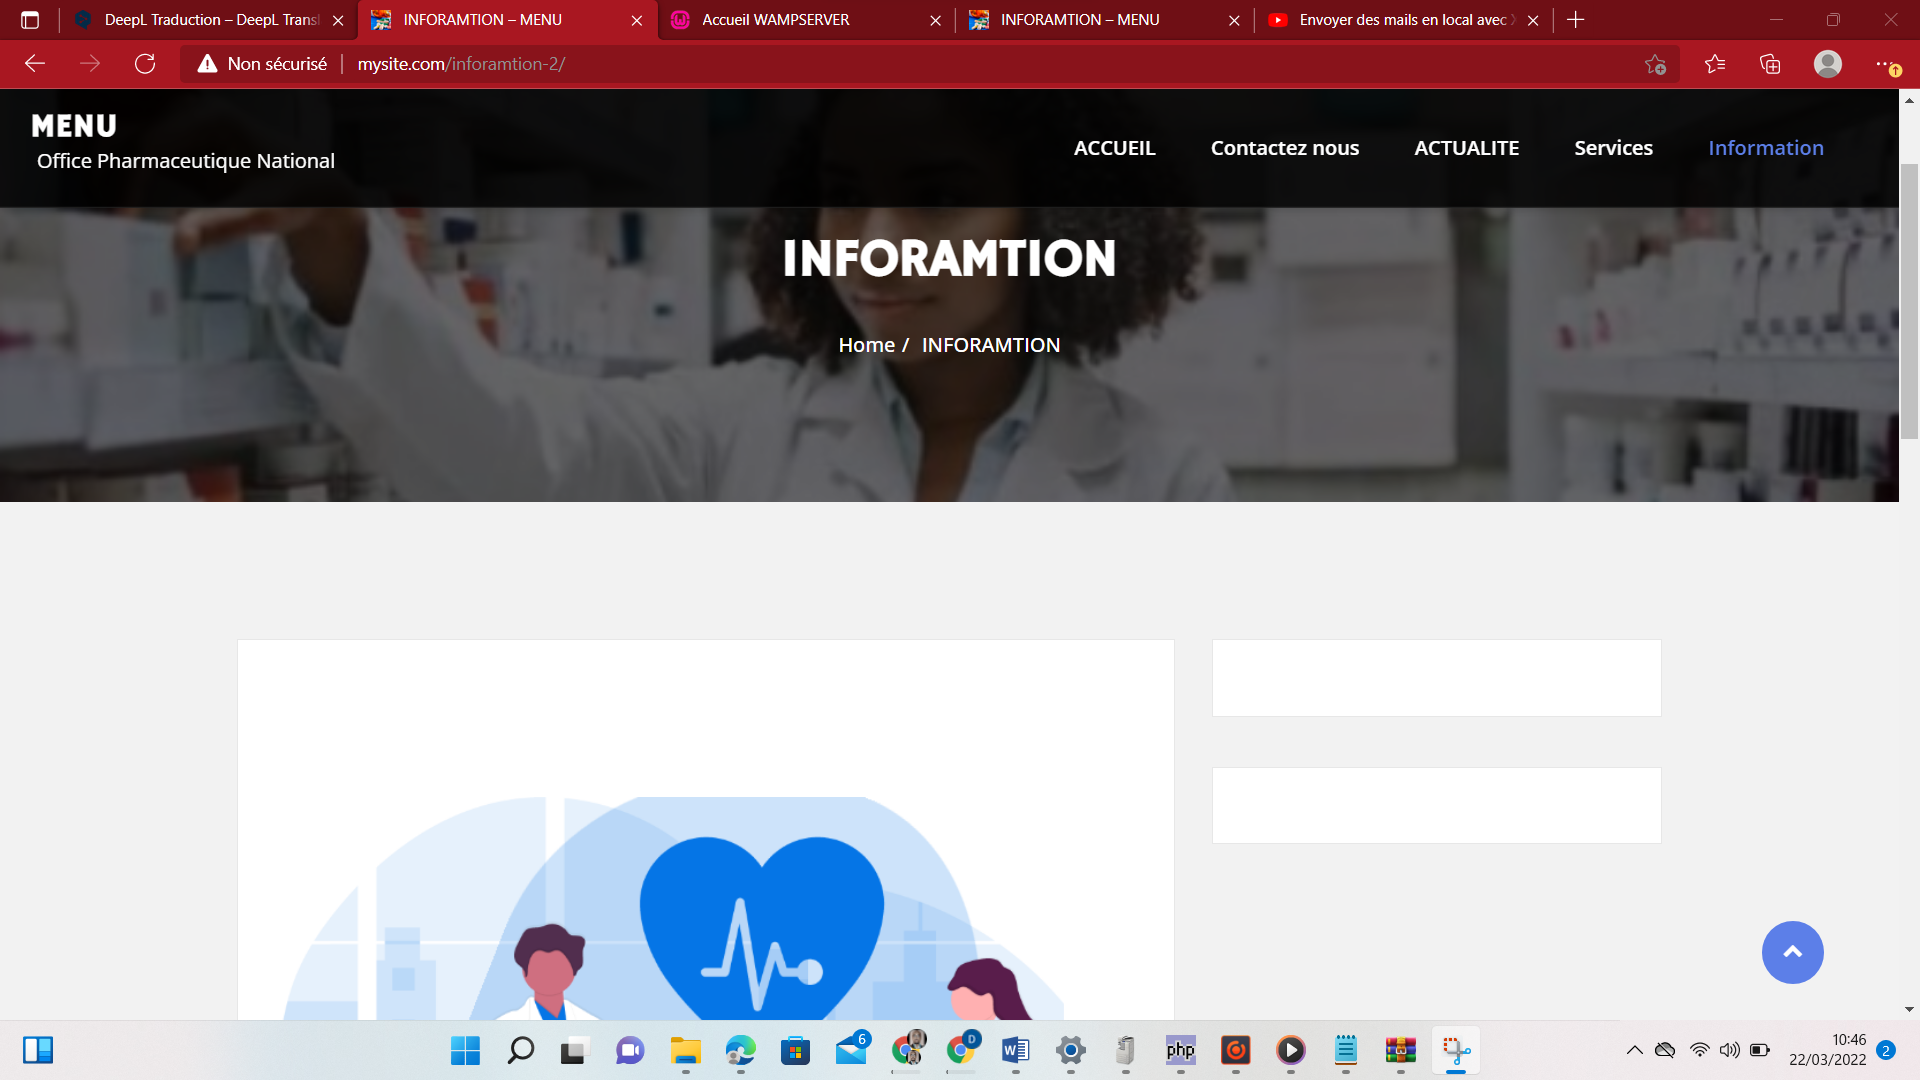 DeepL Traduction – DeepL Transl
INFORAMTION – MENU
Accueil WAMPSERVER
INFORAMTION – MENU
Envoyer des mails en local avec X
Non sécurisé
mysite.com/inforamtion-2/
MENU
Office Pharmaceutique National
ACCUEIL
Contactez nous
ACTUALITE
Services
Information
INFORAMTION
Home / INFORAMTION
6
D
W
php
10:46
22/03/2022
2